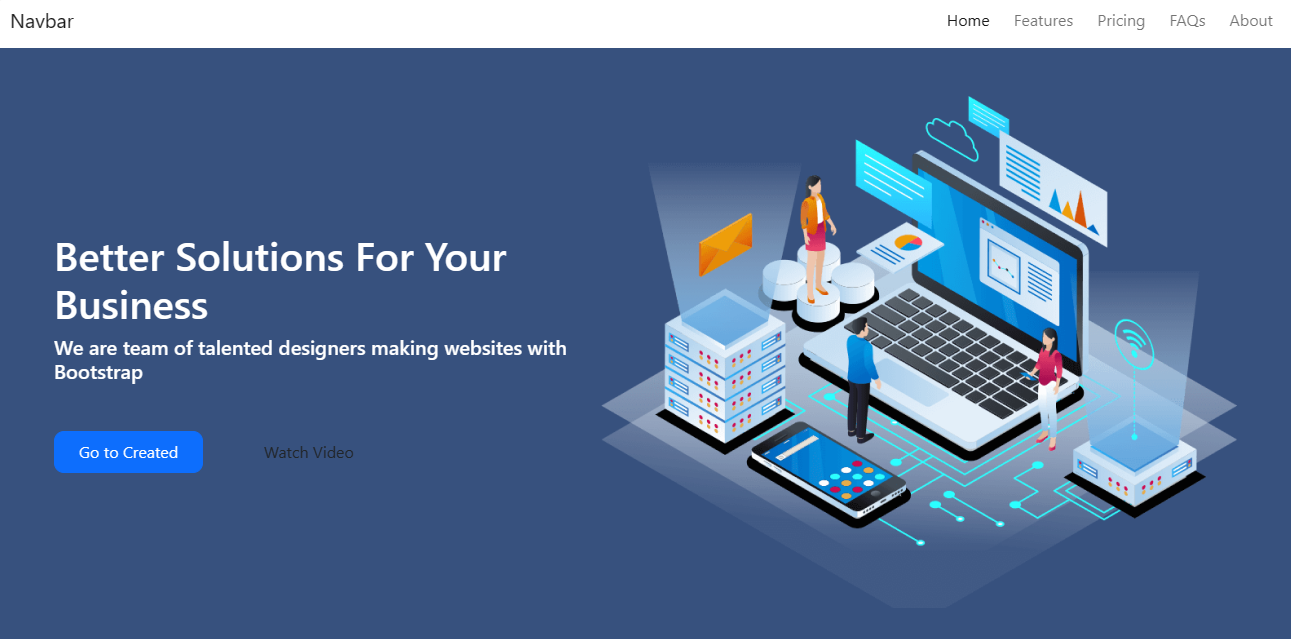 Navbar
Home Features Pricing FAQs About
Better Solutions For Your
Business
We are team of talented designers making websites with
Bootstrap
Go to Created
Watch Video